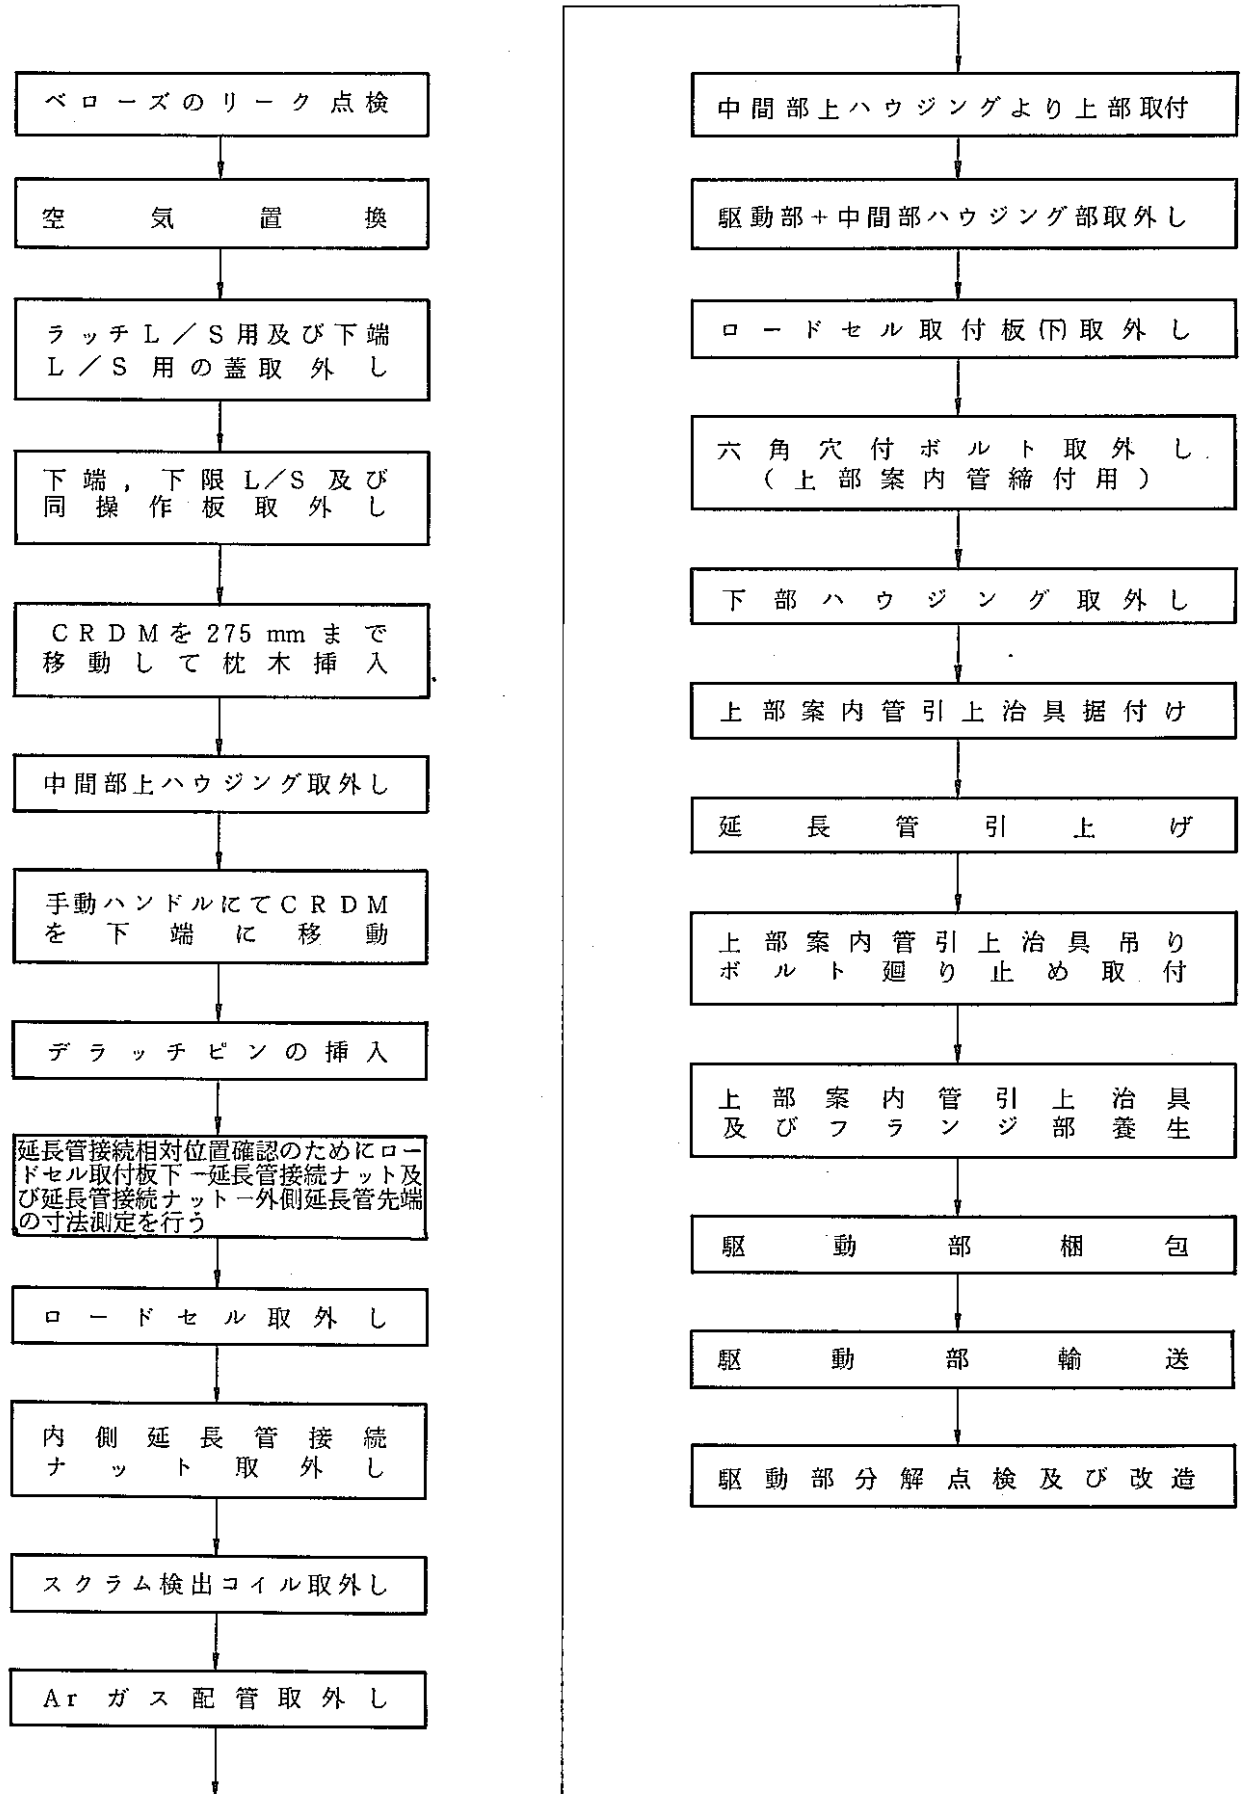 ベローズのリーク点検
空気置換
ラッチL／S用及び下端
L／S用の蓋取外し
下端，下限L／S及び
同操作板取外し
CRDMを275 mmまで
移動して枕木挿入
中間部上ハウジング取外し
手動ハンドルにてCRDM
を下端に移動
デラッチピンの挿入
延長管接続相対位置確認のためにロー
ドセル取付板下ー延長管接続ナット及
び延長管接続ナットー外側延長管先端
の寸法測定を行う
ロードセル取外し
内側延長管接続
ナット取外し
スクラム検出コイル取外し
Arガス配管取外し
中間部上ハウジングより上部取付
駆動部+中間部ハウジング部取外し
ロードセル取付板(下)取外し
六角穴付ボルト取外し
(上部案内管締付用)
下部ハウジング取外し
上部案内管引上治具据付け
延長管引上げ
上部案内管引上治具吊り
ボルト廻り止め取付
上部案内管引上治具
及びフランジ部養生
駆動部梱包
駆動部輸送
駆動部分解点検及び改造